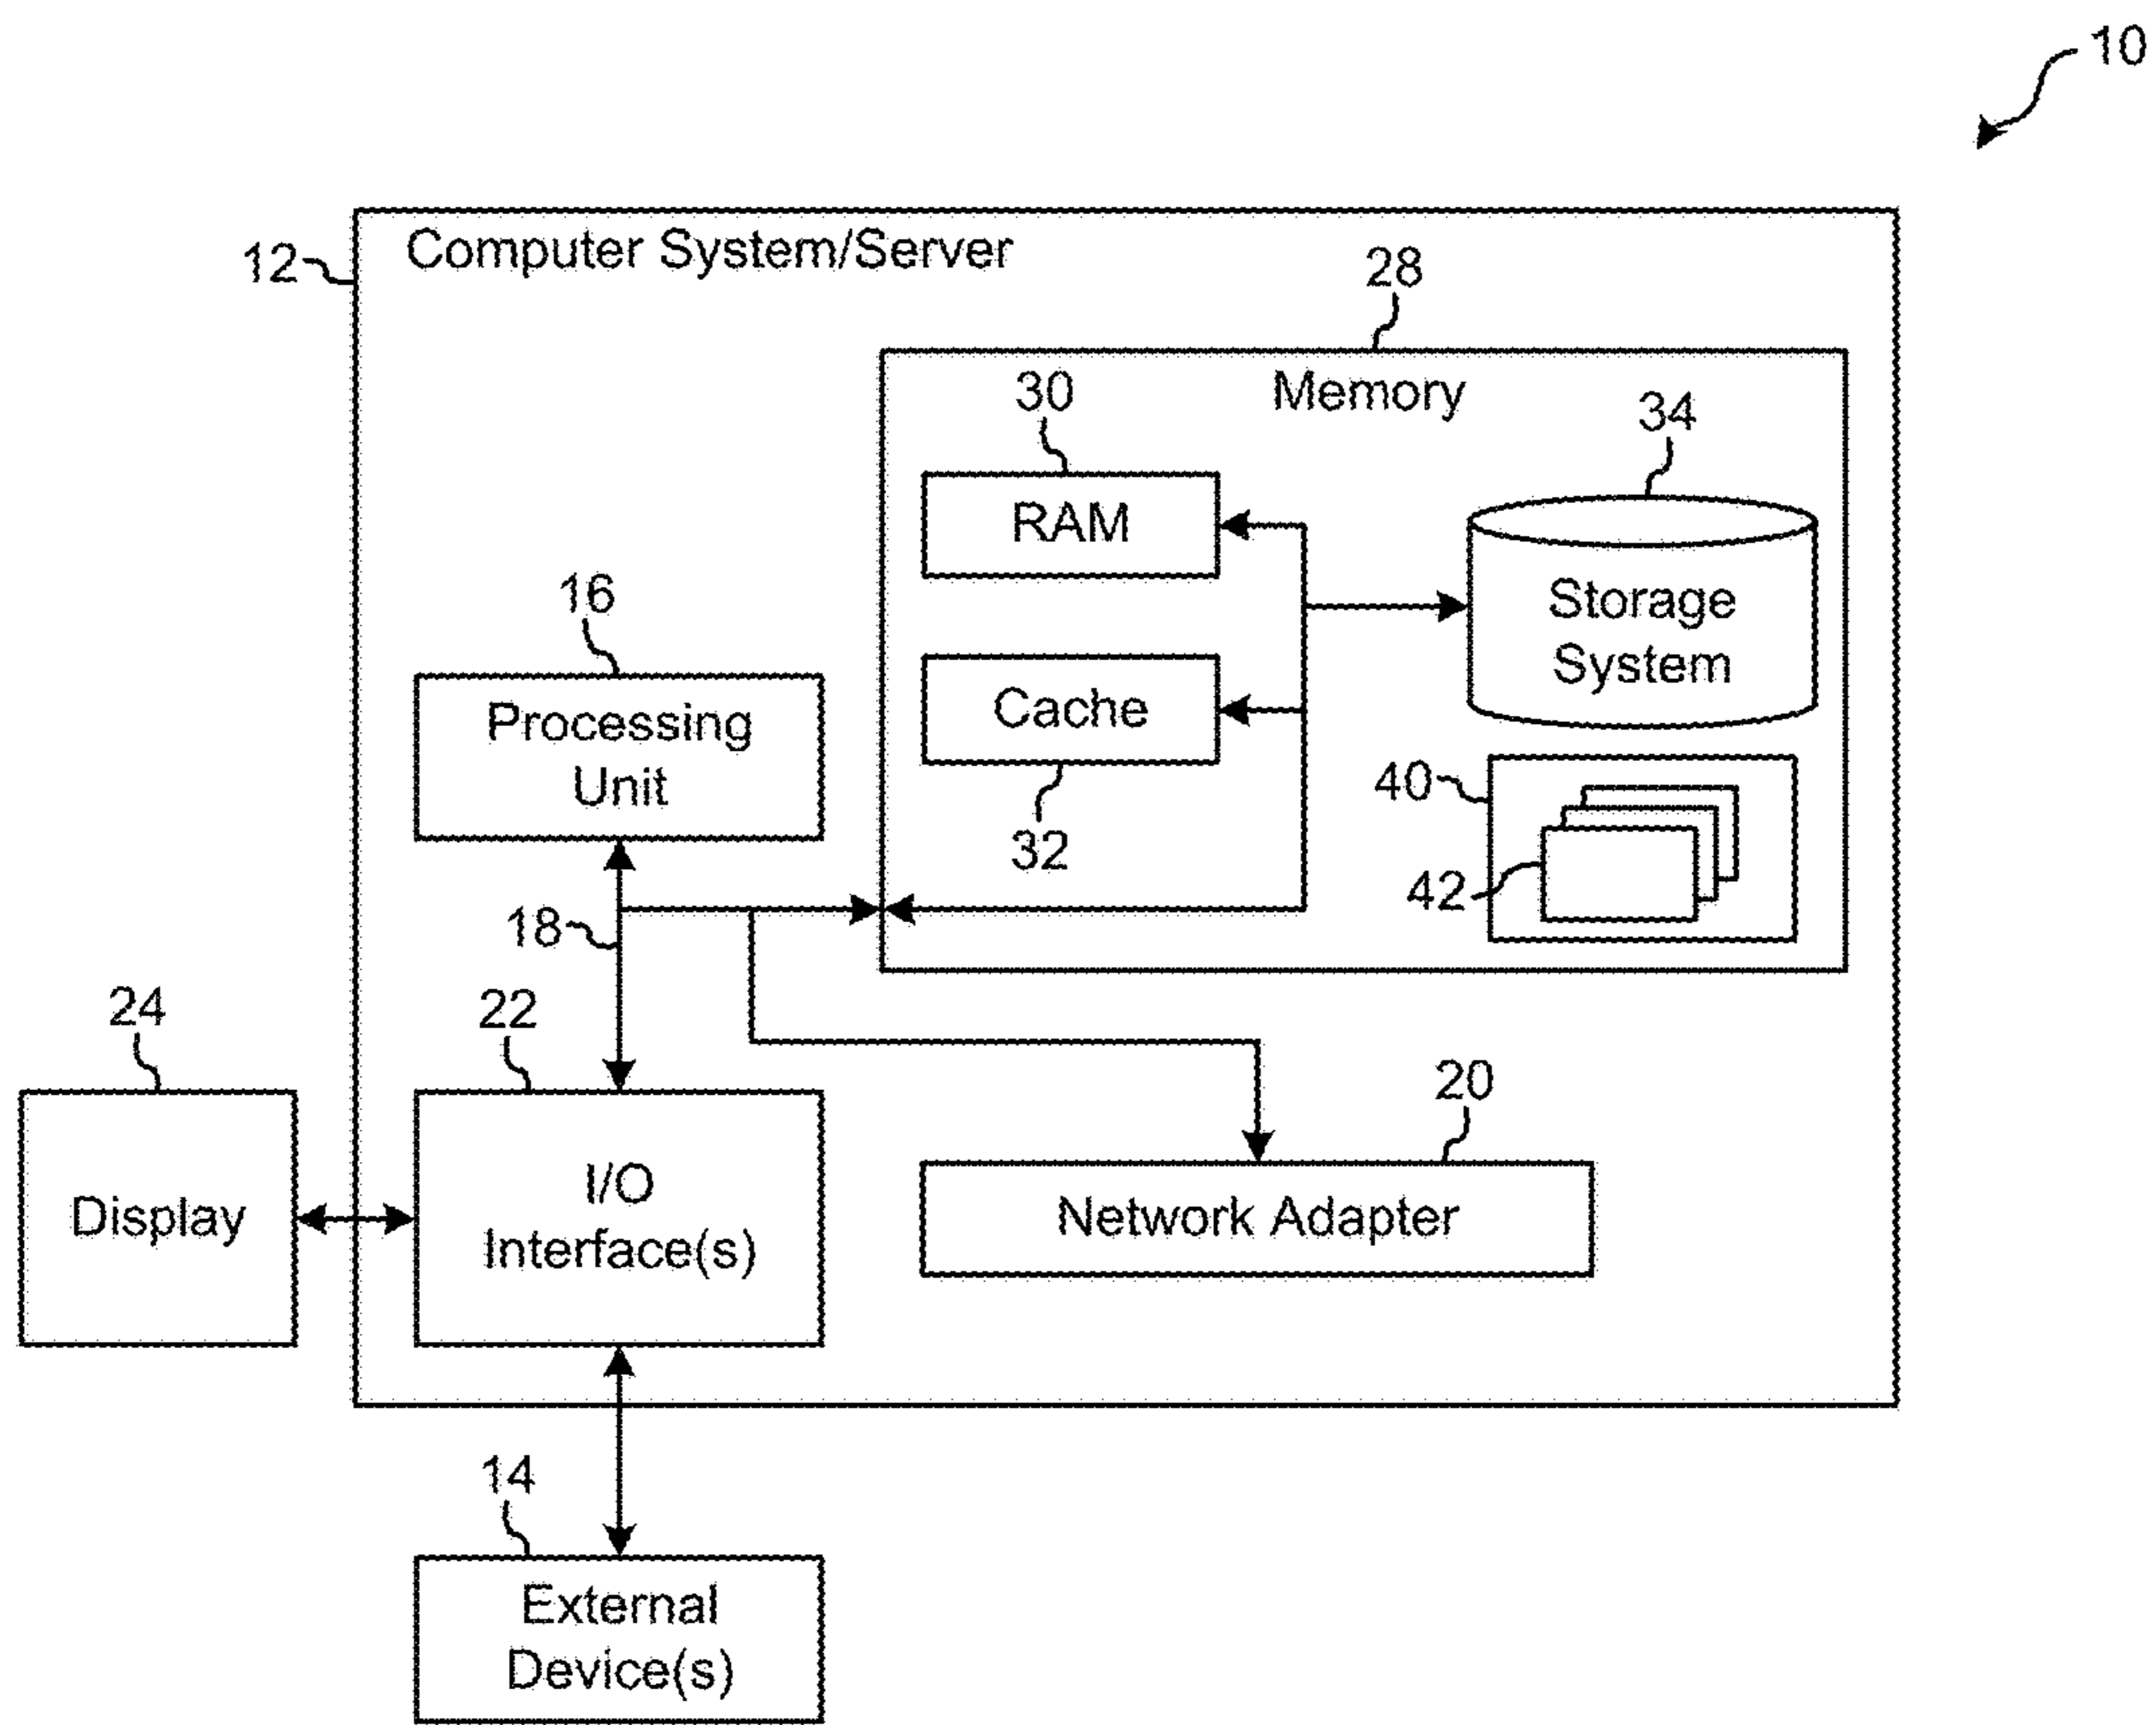 10
12
Computer System/Server
28
Memory
30
RAM
34
Storage
System
16
Processing
Unit
Cache
32
40
42
18
24
Display
22
I/O
Interface(s)
20
Network Adapter
14
External
Device(s)